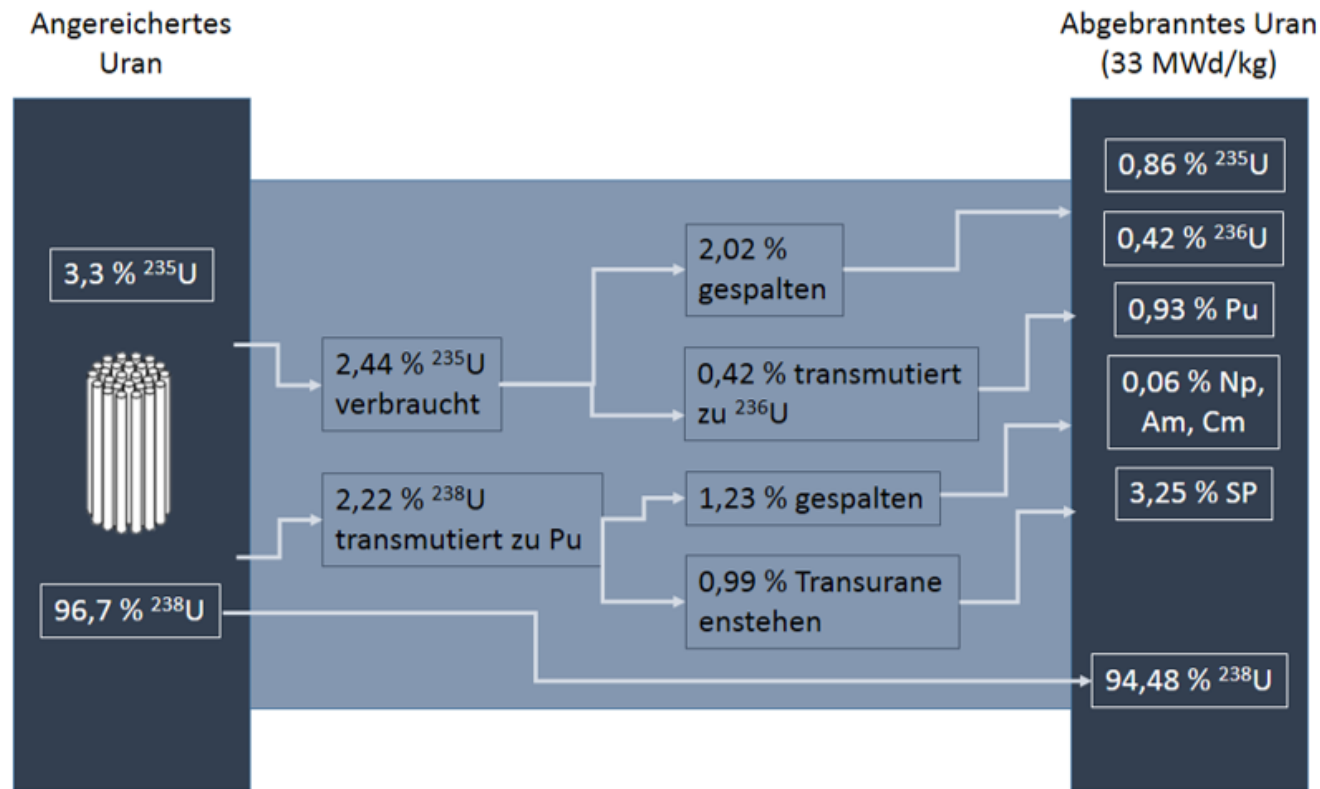 Angereichertes
Uran
3,3 % ²³⁵U
96,7 % ²³⁸U
2,44 % ²³⁵U
verbraucht
2,22 % ²³⁸U
transmutiert zu Pu
2,02 %
gespalten
0,42 % transmutiert
zu ²³⁶U
1,23 % gespalten
0,99 % Transurane
enstehen
Abgebranntes Uran
(33 MWd/kg)
0,86 % ²³⁵U
0,42 % ²³⁶U
0,93 % Pu
0,06 % Np,
Am, Cm
3,25 % SP
94,48 % ²³⁸U